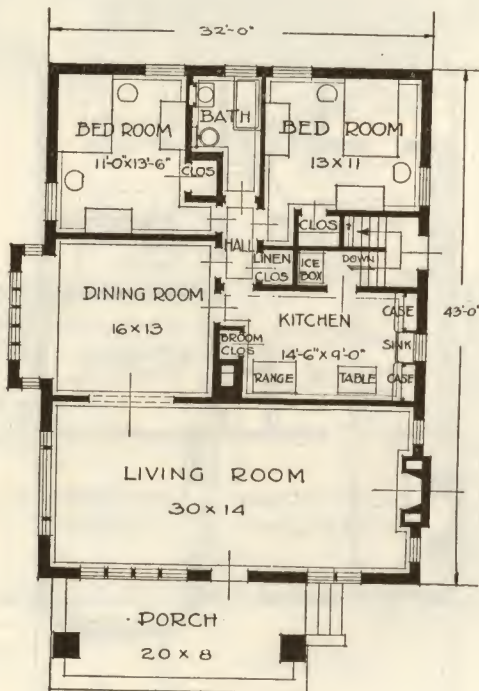 32'-0"
BATH
BED ROOM
11'-0"X13'-6"
CLOS
BED ROOM
13 X 11
CLOS
HALL
LINEN
CLOS
ICE
BOX
DOWN
DINING ROOM
16 X 13
KITCHEN
14'-6"X9'-0"
BROOM
CLOS
CASE
SINK
CASE
RANGE
TABLE
43'-0"
LIVING ROOM
30 X 14
PORCH
20 X 8